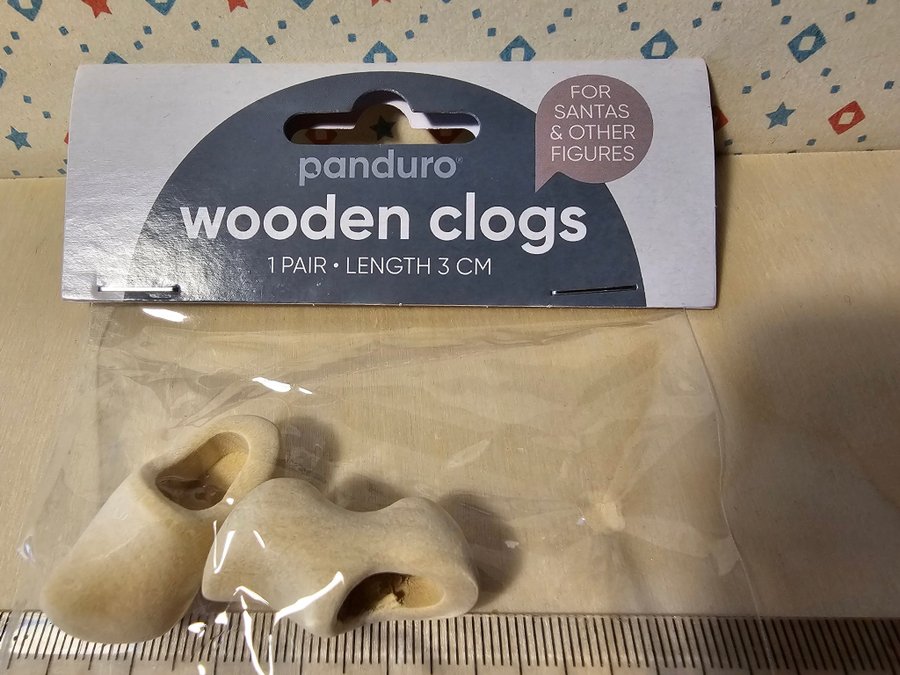 FOR
SANTAS
& OTHER
FIGURES
panduro®
wooden clogs
1 PAIR • LENGTH 3 CM